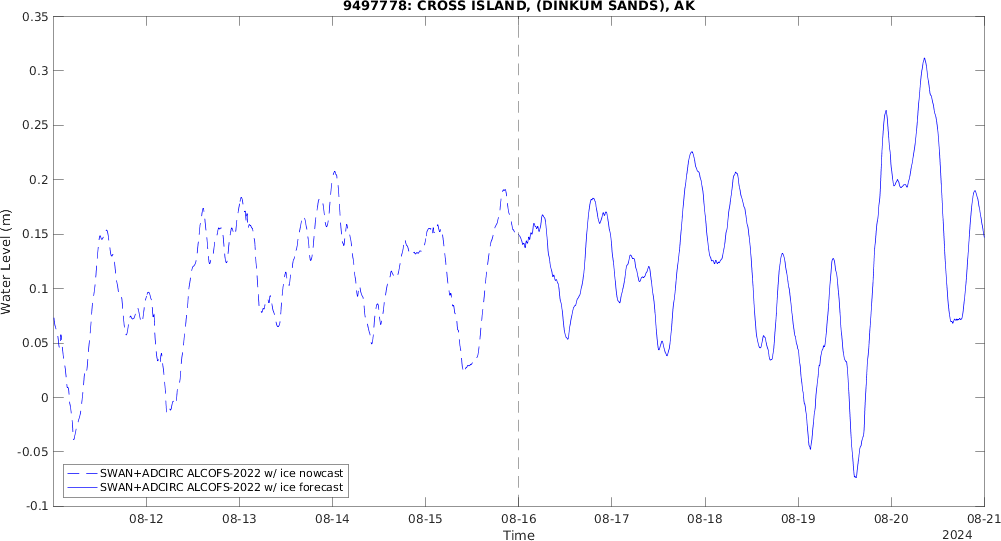 9497778: CROSS ISLAND, (DINKUM SANDS), AK
Water Level (m)
0.35
0.3
0.25
0.2
0.15
0.1
0.05
0
-0.05
-0.1
SWAN+ADCIRC ALCOFS-2022 w/ ice nowcast
SWAN+ADCIRC ALCOFS-2022 w/ ice forecast
08-12 08-13 08-14 08-15 08-16 08-17 08-18 08-19 08-20 08-21
Time
2024